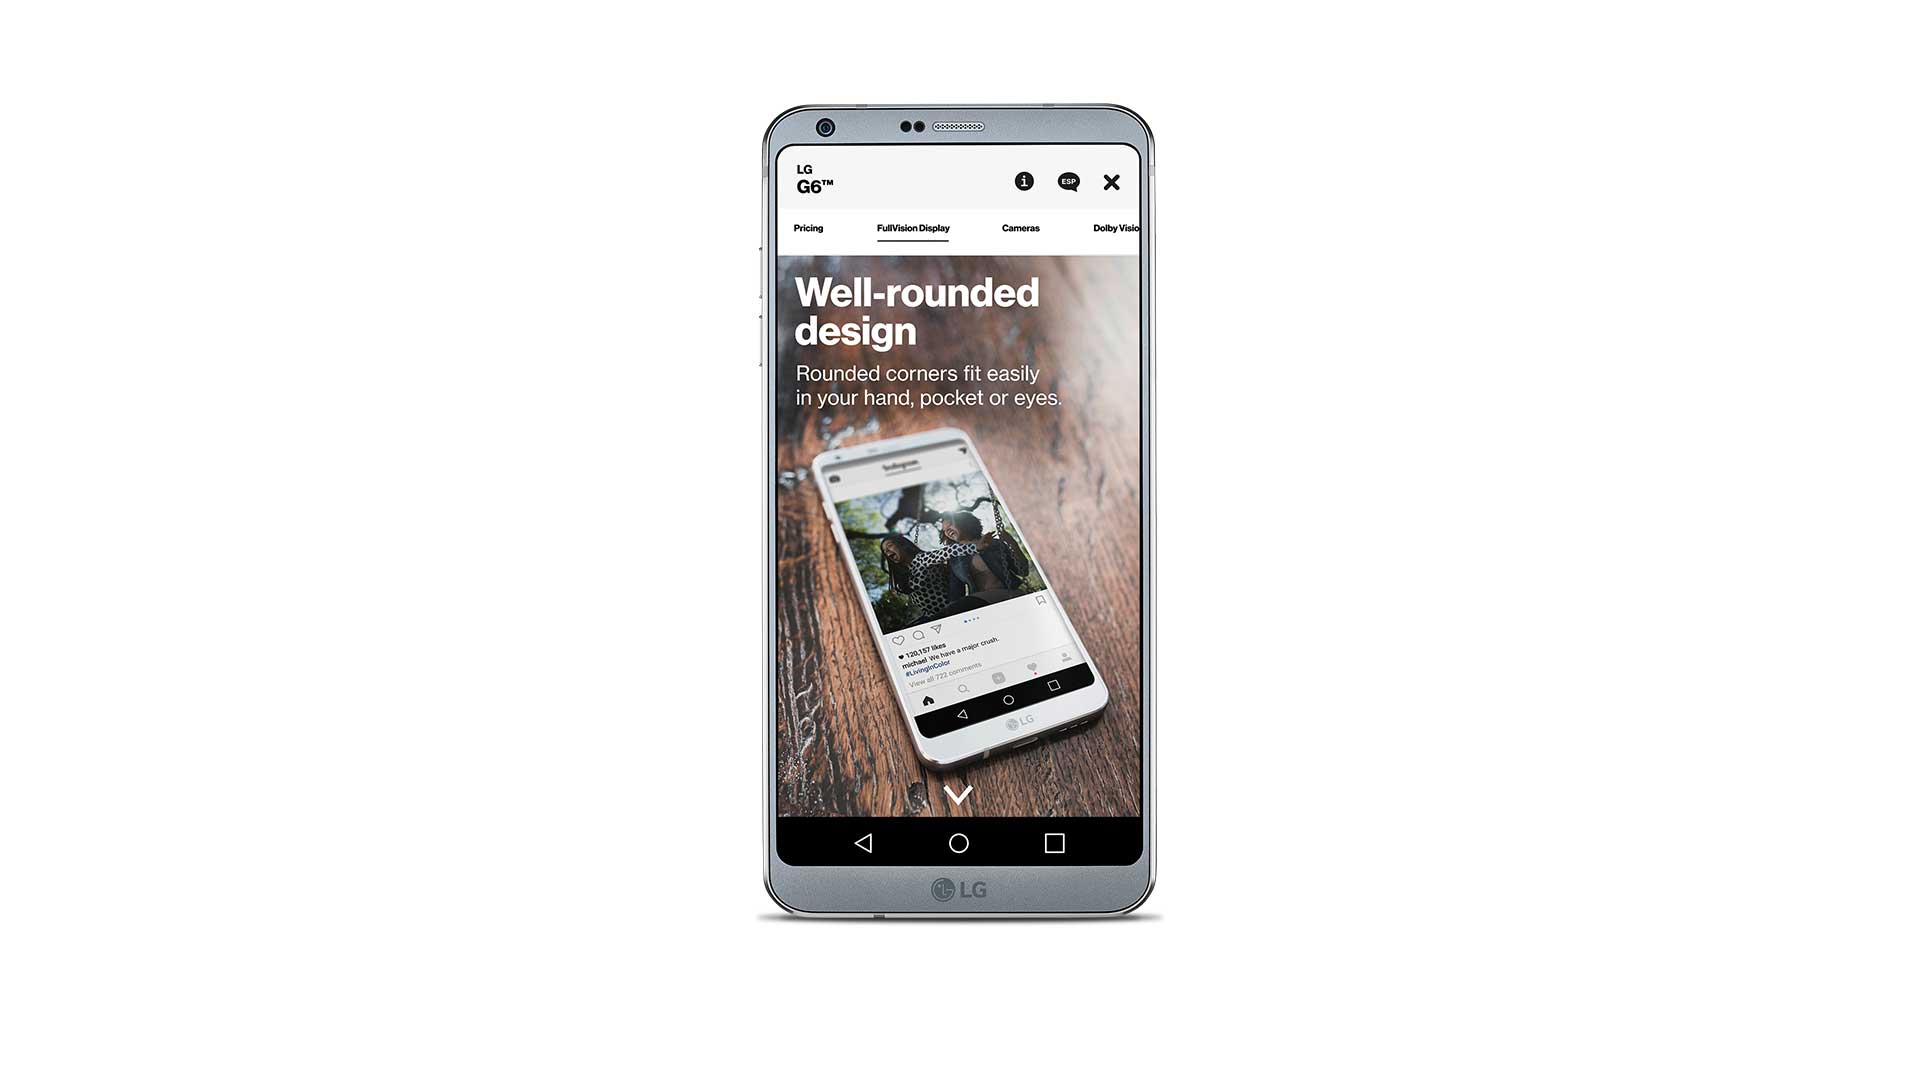 LG
G6™
ESP
Pricing
FullVision Display
Cameras
Dolby Visio
Well-rounded
design
Rounded corners fit easily
in your hand, pocket or eyes.
Instagram
120,157 likes
michael We have a major crush.
#LivingInColor
View all 722 comments
LG
LG